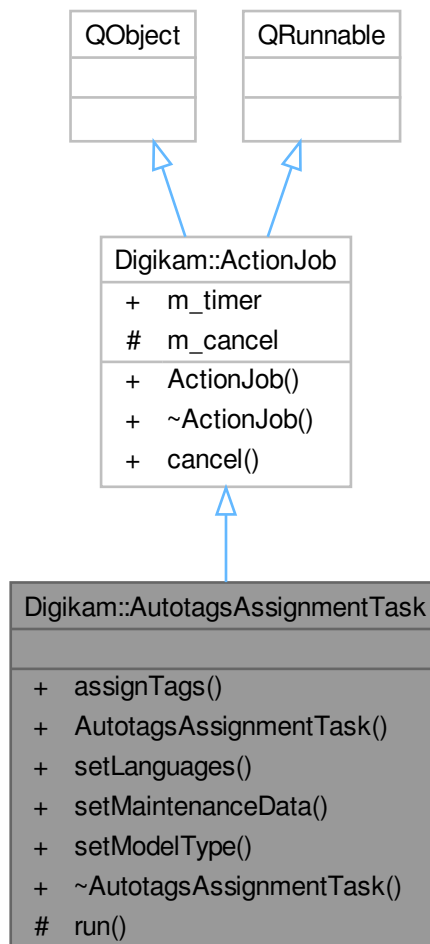 QObject
QRunnable
Digikam::ActionJob
+ m_timer
# m_cancel
+ ActionJob()
+ ~ActionJob()
+ cancel()
Digikam::AutotagsAssignmentTask
+ assignTags()
+ AutotagsAssignmentTask()
+ setLanguages()
+ setMaintenanceData()
+ setModelType()
+ ~AutotagsAssignmentTask()
# run()